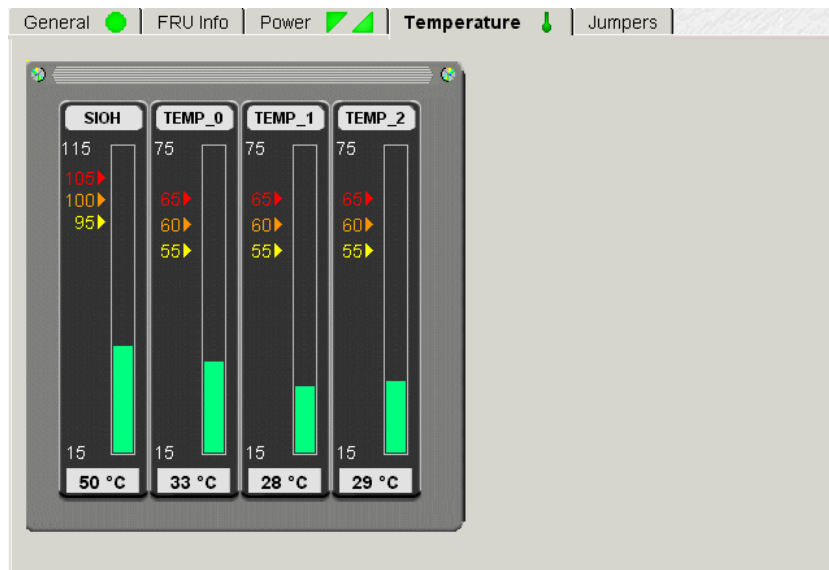 General FRU Info Power Temperature Jumpers
SIOH TEMP_0 TEMP_1 TEMP_2
115 75 75 75
105
100 65 65 65
95 60 60 60
55 55 55
15 15 15 15
50 °C 33 °C 28 °C 29 °C